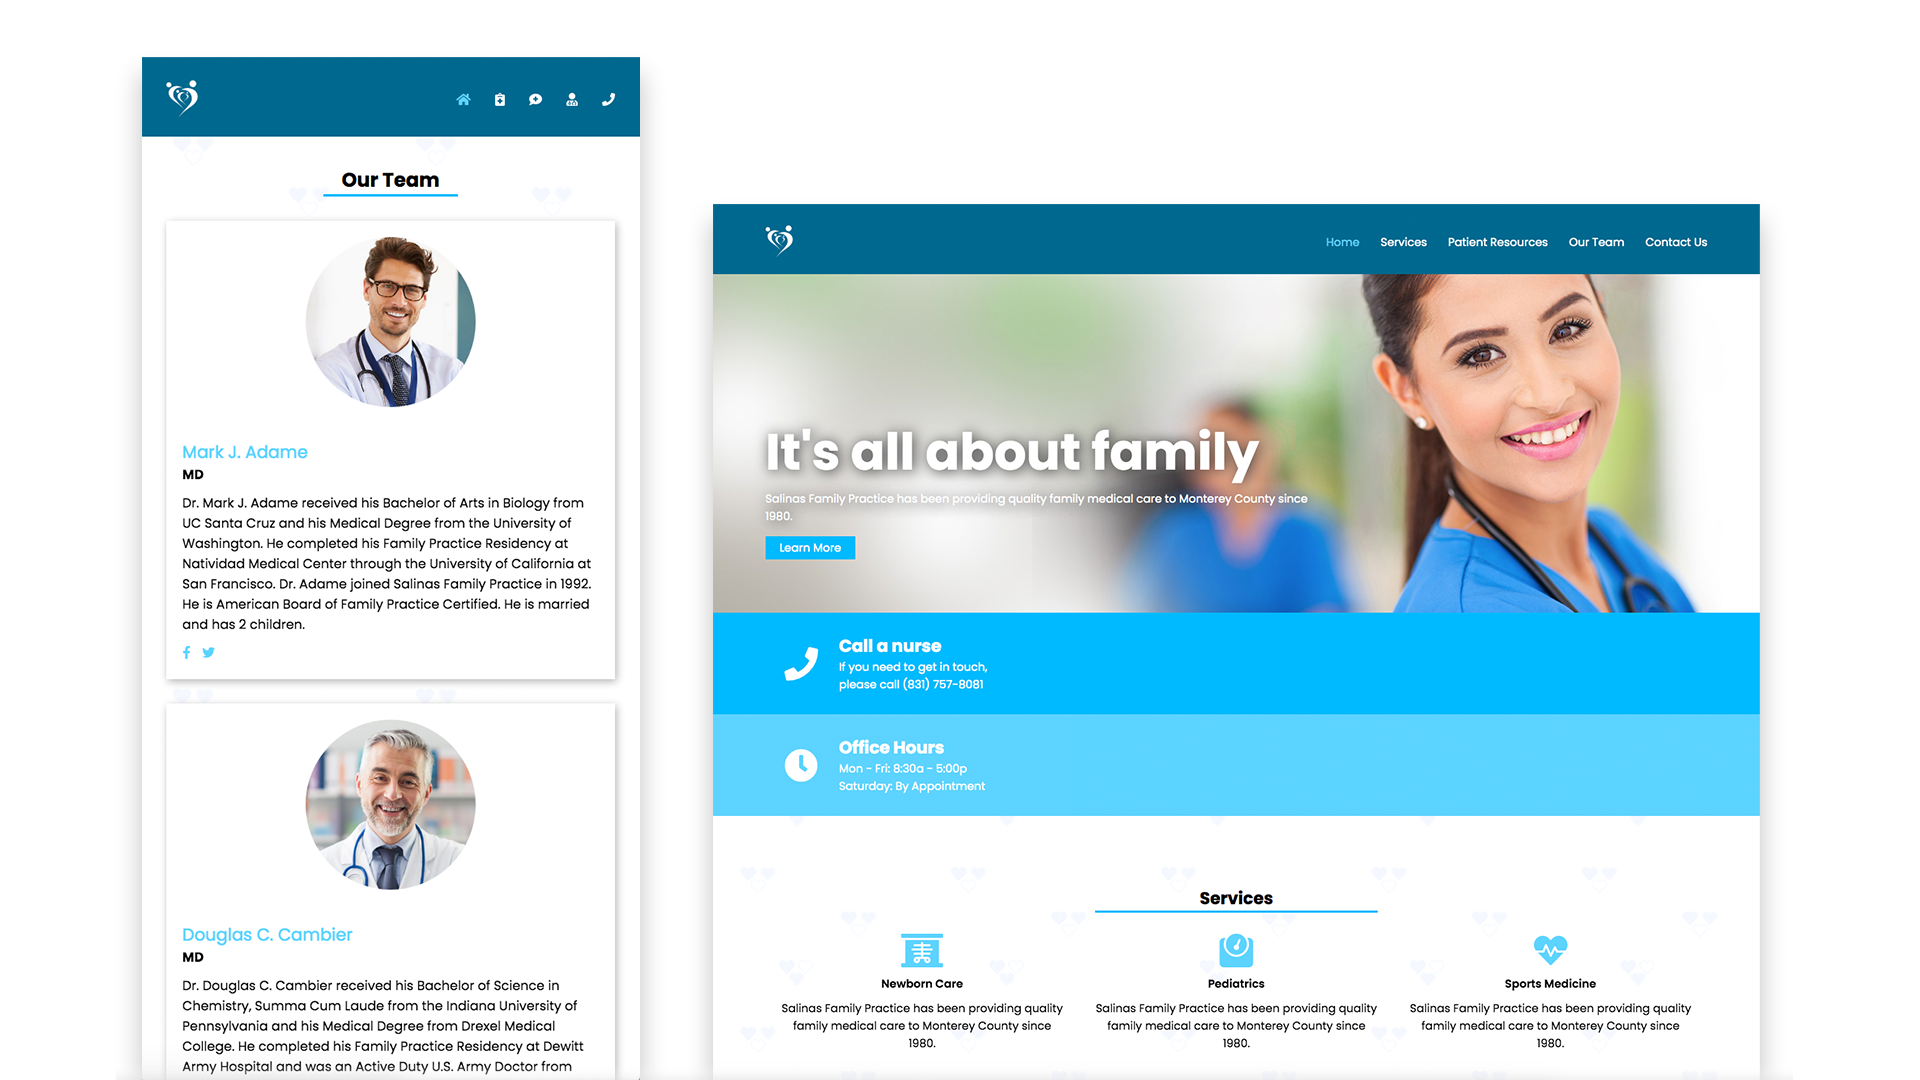 Our Team
Mark J. Adame
MD
Dr. Mark J. Adame received his Bachelor of Arts in Biology from
UC Santa Cruz and his Medical Degree from the University of
Washington. He completed his Family Practice Residency at
Natividad Medical Center through the University of California at
San Francisco. Dr. Adame joined Salinas Family Practice in 1992.
He is American Board of Family Practice Certified. He is married
and has 2 children.
Douglas C. Cambier
MD
Dr. Douglas C. Cambier received his Bachelor of Science in
Chemistry, Summa Cum Laude from the Indiana University of
Pennsylvania and his Medical Degree from Drexel Medical
College. He completed his Family Practice Residency at Dewitt
Army Hospital and was an Active Duty U.S. Army Doctor from
Home Services Patient Resources Our Team Contact Us
It's all about family
Salinas Family Practice has been providing quality family medical care to Monterey County since
1980.
Learn More
Call a nurse
If you need to get in touch,
please call (831) 757-8081
Office Hours
Mon - Fri: 8:30a - 5:00p
Saturday: By Appointment
Services
Newborn Care
Salinas Family Practice has been providing quality
family medical care to Monterey County since
1980.
Pediatrics
Salinas Family Practice has been providing quality
family medical care to Monterey County since
1980.
Sports Medicine
Salinas Family Practice has been providing quality
family medical care to Monterey County since
1980.